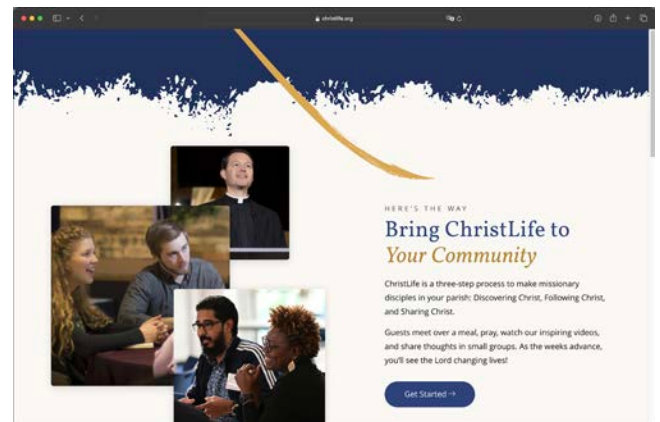 christlife.org
HERE'S THE WAY
Bring ChristLife to
Your Community
ChristLife is a three-step process to make missionary
disciples in your parish: Discovering Christ, Following Christ,
and Sharing Christ.
Guests meet over a meal, pray, watch our inspiring videos,
and share thoughts in small groups. As the weeks advance,
you'll see the Lord changing lives!
Get Started →